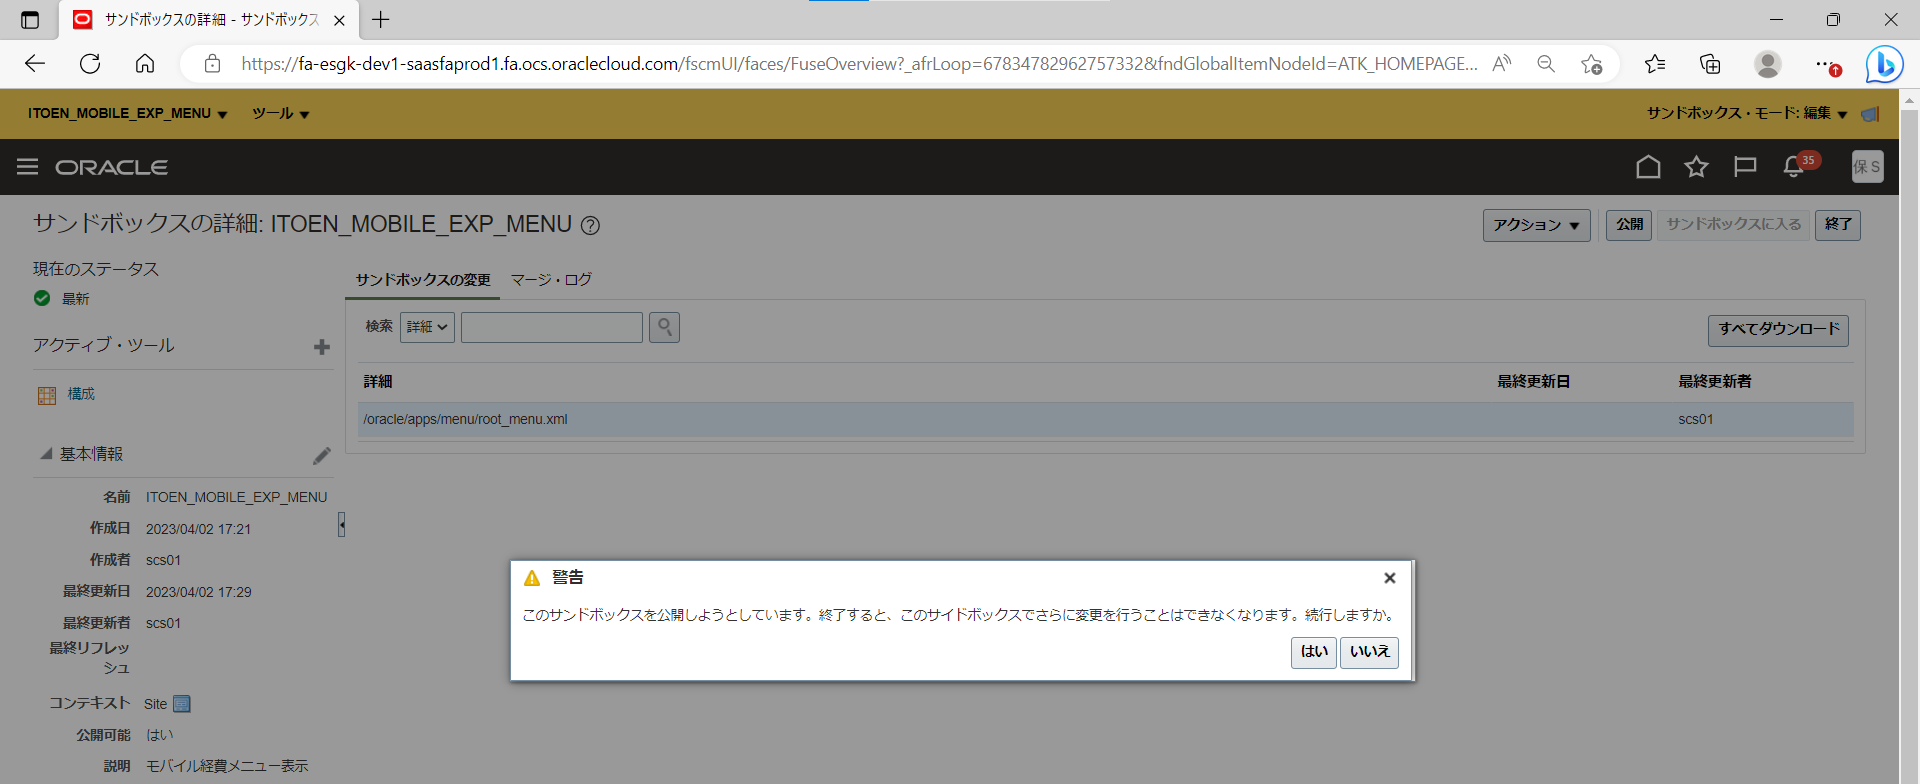 サンドボックスの詳細 - サンドボックス
https://fa-esgk-dev1-saasfaprod1.fa.ocs.oraclecloud.com/fscmUI/faces/FuseOverview?_afrLoop=67834782962757332&fndGlobalItemNodeId=ATK_HOMEPAGE...
ITOEN_MOBILE_EXP_MENU ツール サンドボックス・モード: 編集
ORACLE 35 保 S
サンドボックスの詳細: ITOEN_MOBILE_EXP_MENU ?
アクション 公開 サンドボックスに入る 終了
現在のステータス
最新
サンドボックスの変更 マージ・ログ
検索 詳細 すべてダウンロード
アクティブ・ツール
構成
詳細 最終更新日 最終更新者
/oracle/apps/menu/root_menu.xml scs01
基本情報
名前 ITOEN_MOBILE_EXP_MENU
作成日 2023/04/02 17:21
作成者 scs01
最終更新日 2023/04/02 17:29
最終更新者 scs01
最終リフレッ
シュ
コンテキスト Site
公開可能 はい
説明 モバイル経費メニュー表示
警告
このサンドボックスを公開しようとしています。終了すると、このサイドボックスでさらに変更を行うことはできなくなります。続行しますか。
はい いいえ